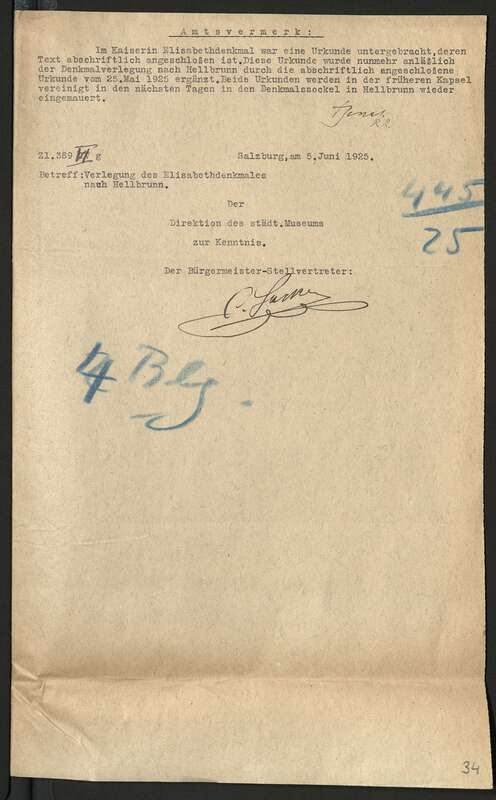 Amtsvermerk:
Im Kaiserin Elisabethdenkmal war eine Urkunde untergebracht,deren
Text abschriftlich angeschloßen ist.Diese Urkunde wurde nunmehr anläßlich
der Denkmalverlegung nach Hellbrunn durch die abschriftlich angeschloßene
Urkunde vom 25.Mai 1925 ergänzt.Beide Urkunden werden in der früheren Kapsel
vereinigt in den nächsten Tagen in den Denkmalssockel in Hellbrunn wieder
eingemauert.
Zl.389 g
Salzburg,am 5.Juni 1925.
Betreff:Verlegung des Elisabethdenkmales
nach Hellbrunn.
445
25
Der
Direktion des städt.Museums
zur Kenntnis.
Der Bürgermeister-Stellvertreter:
4 Blg.
34